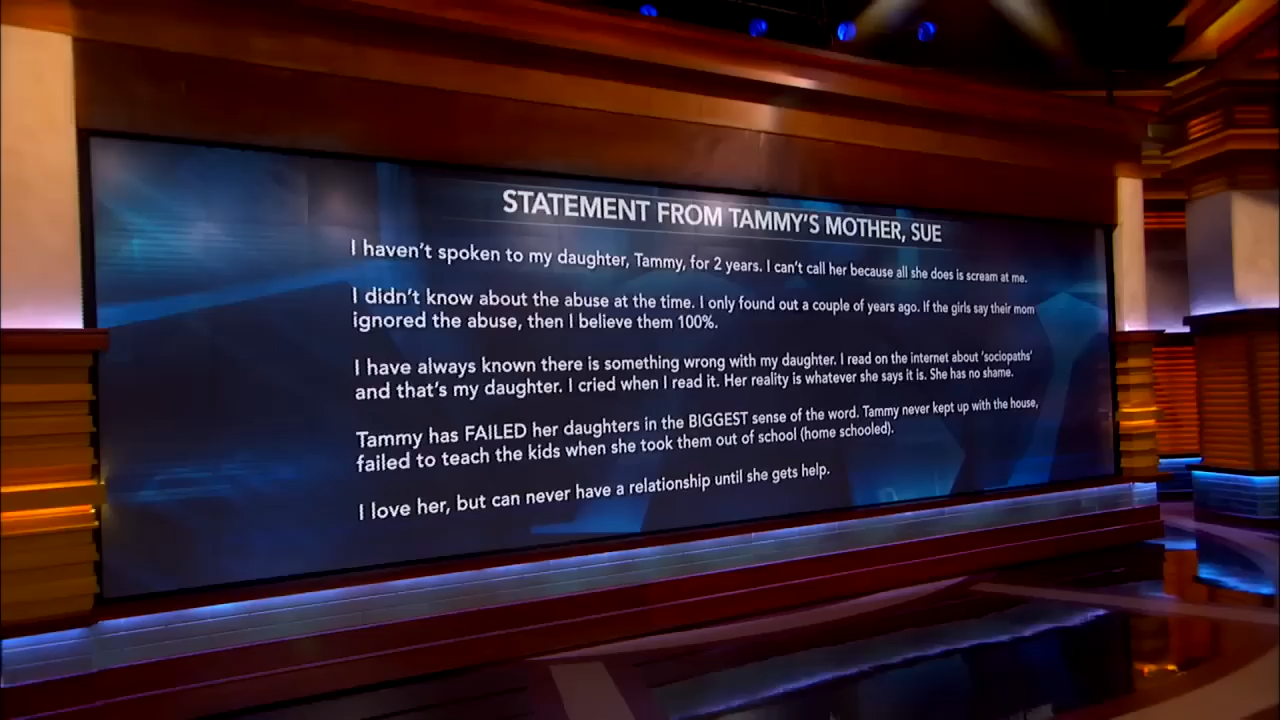 STATEMENT FROM TAMMY'S MOTHER, SUE
I haven't spoken to my daughter, Tammy, for 2 years. I can't call her because all she does is scream at me.
I didn't know about the abuse at the time. I only found out a couple of years ago. If the girls say their mom
ignored the abuse, then I believe them 100%.
I have always known there is something wrong with my daughter. I read on the internet about 'sociopaths'
and that's my daughter. I cried when I read it. Her reality is whatever she says it is. She has no shame.
Tammy has FAILED her daughters in the BIGGEST sense of the word. Tammy never kept up with the house,
failed to teach the kids when she took them out of school (home schooled).
I love her, but can never have a relationship until she gets help.